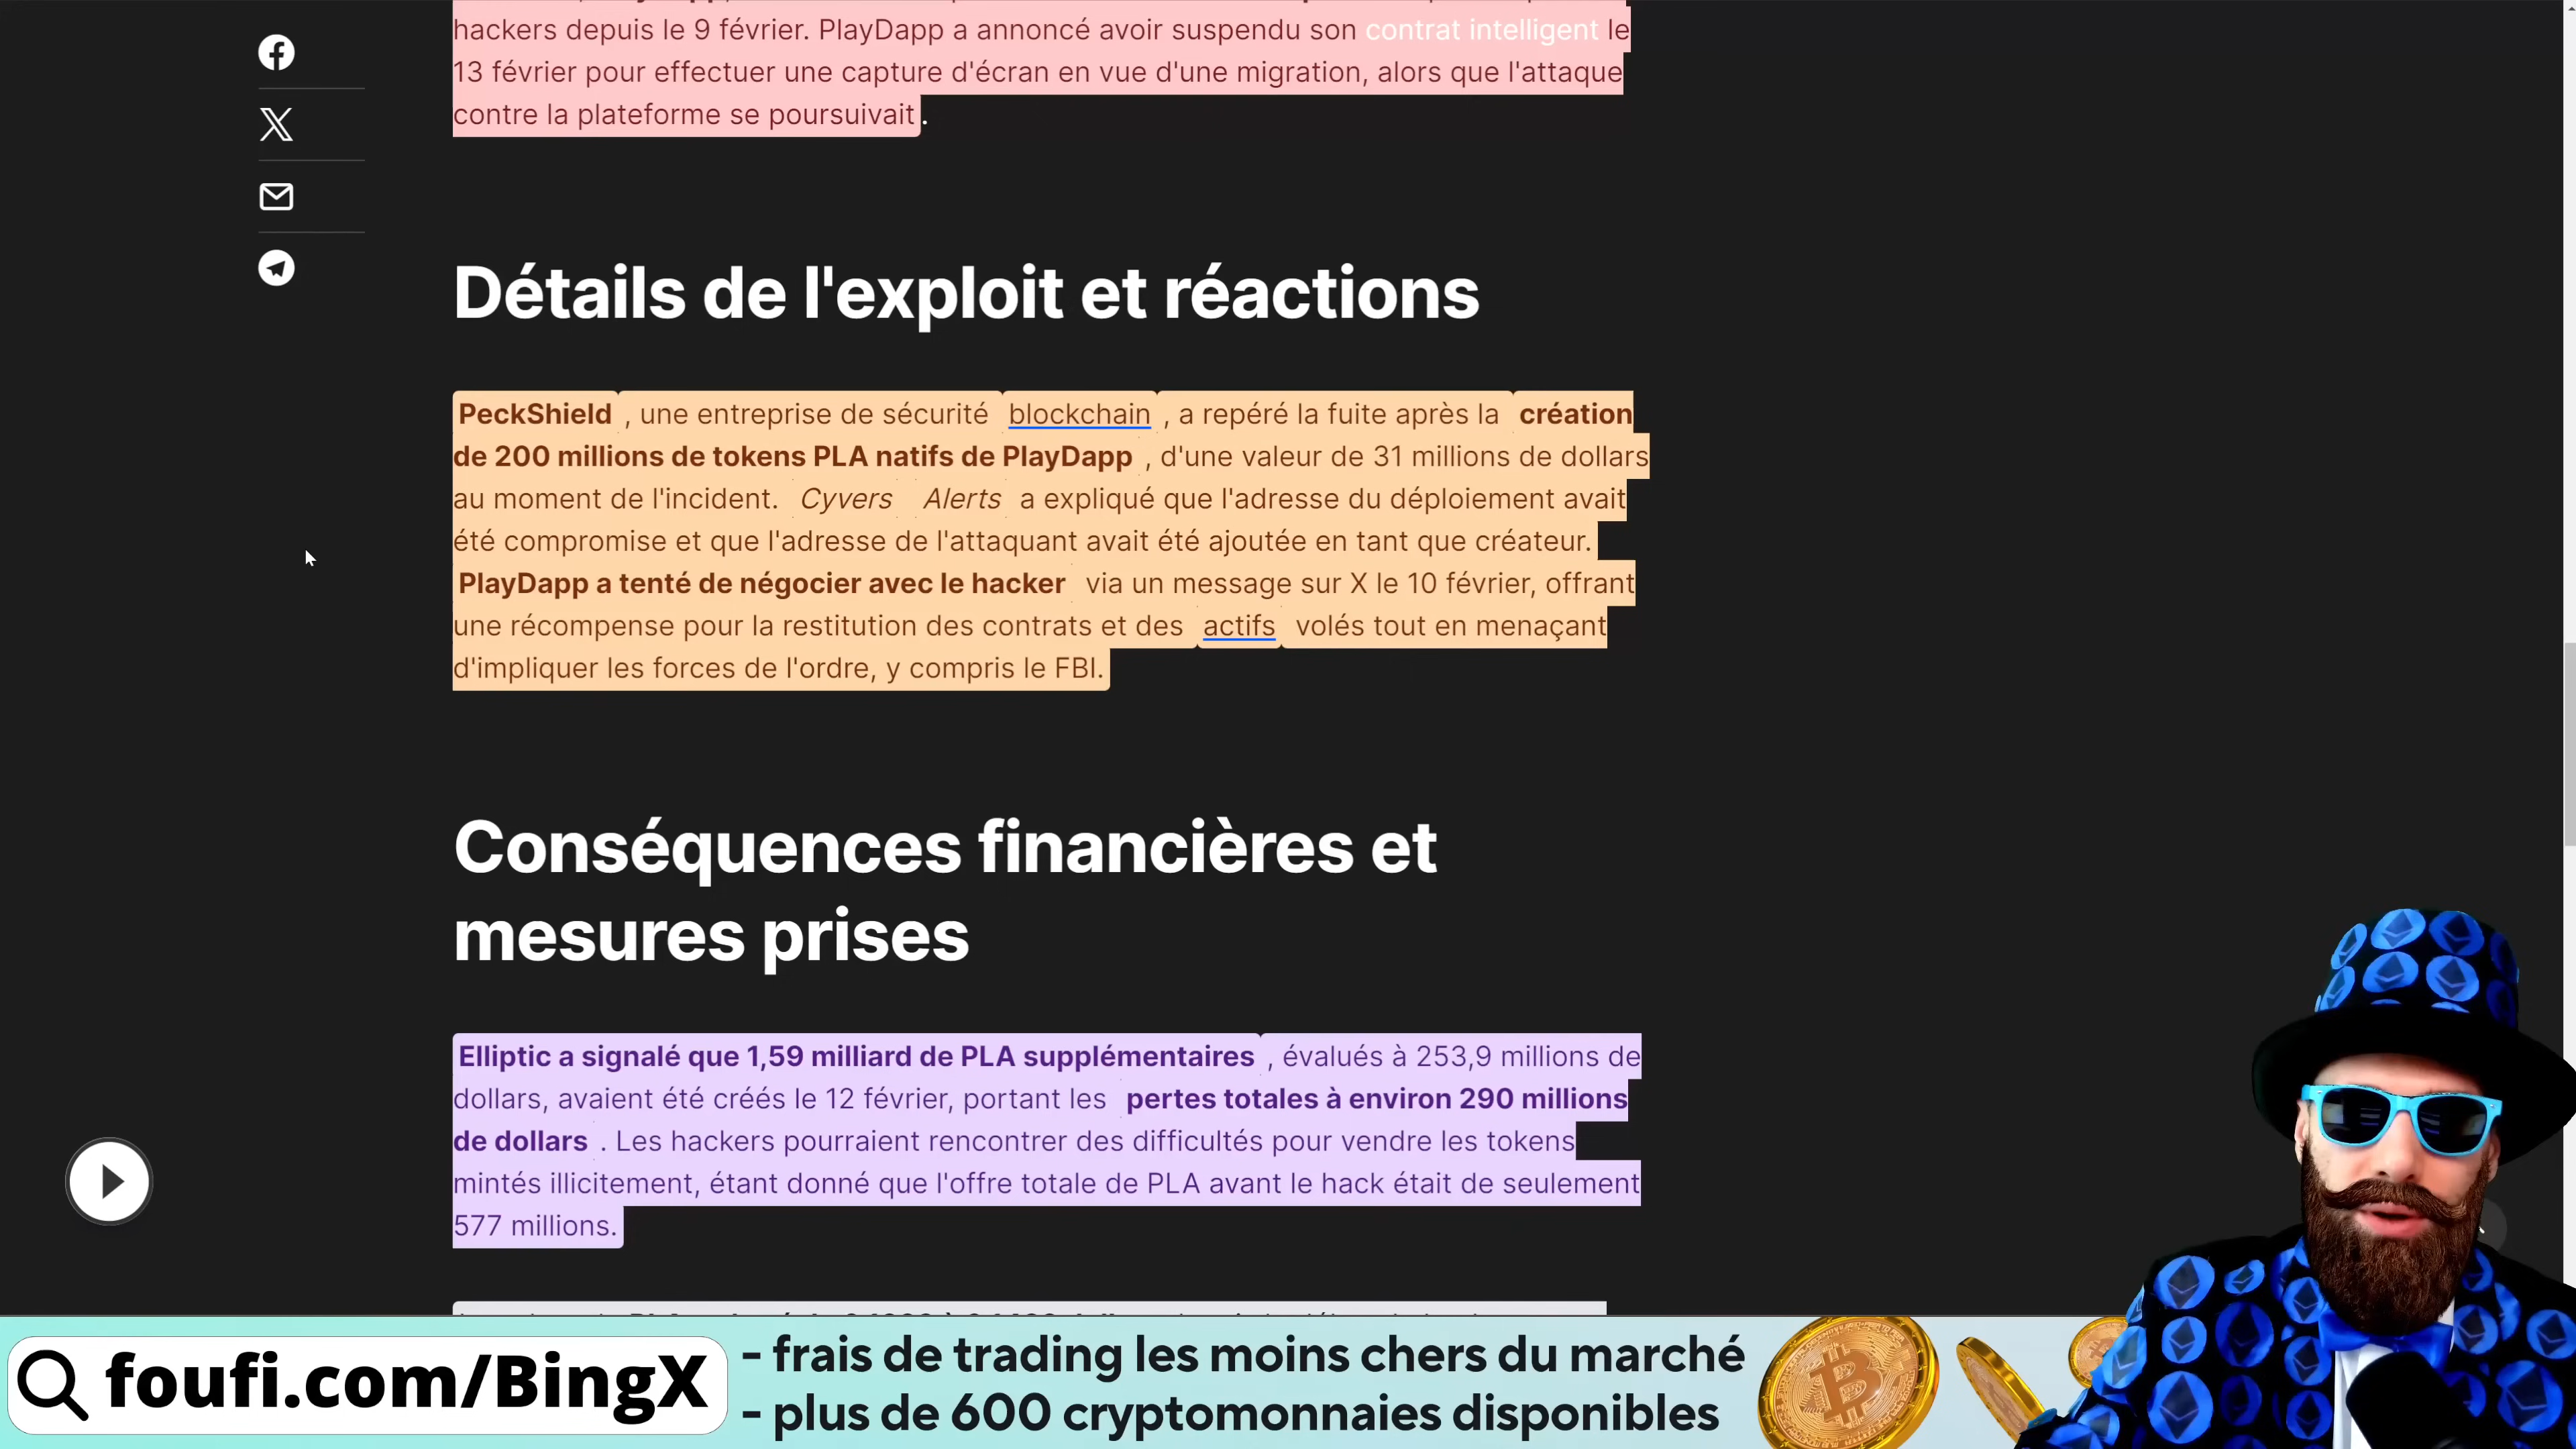 hackers depuis le 9 février. PlayDapp a annoncé avoir suspendu son contrat intelligent le
13 février pour effectuer une capture d'écran en vue d'une migration, alors que l'attaque
contre la plateforme se poursuivait.
Détails de l'exploit et réactions
PeckShield , une entreprise de sécurité blockchain , a repéré la fuite après la création
de 200 millions de tokens PLA natifs de PlayDapp , d'une valeur de 31 millions de dollars
au moment de l'incident. Cyvers Alerts a expliqué que l'adresse du déploiement avait
été compromise et que l'adresse de l'attaquant avait été ajoutée en tant que créateur.
PlayDapp a tenté de négocier avec le hacker via un message sur X le 10 février, offrant
une récompense pour la restitution des contrats et des actifs volés tout en menaçant
d'impliquer les forces de l'ordre, y compris le FBI.
Conséquences financières et
mesures prises
Elliptic a signalé que 1,59 milliard de PLA supplémentaires , évalués à 253,9 millions de
dollars, avaient été créés le 12 février, portant les pertes totales à environ 290 millions
de dollars . Les hackers pourraient rencontrer des difficultés pour vendre les tokens
mintés illicitement, étant donné que l'offre totale de PLA avant le hack était de seulement
577 millions.
foufi.com/BingX
- frais de trading les moins chers du marché
- plus de 600 cryptomonnaies disponibles